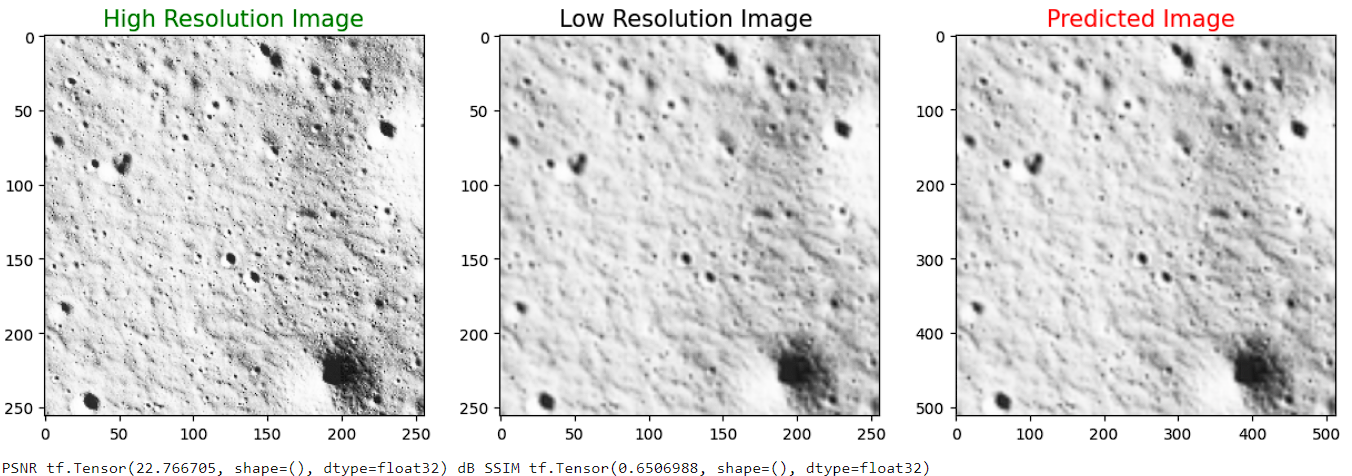 High Resolution Image Low Resolution Image Predicted Image
0 0 0
50 50 100
100 100 200
150 150 300
200 200 400
250 250 500
0 50 100 150 200 250 0 50 100 150 200 250 0 100 200 300 400 500
PSNR tf.Tensor(22.766705, shape=(), dtype=float32) dB SSIM tf.Tensor(0.6506988, shape=(), dtype=float32)